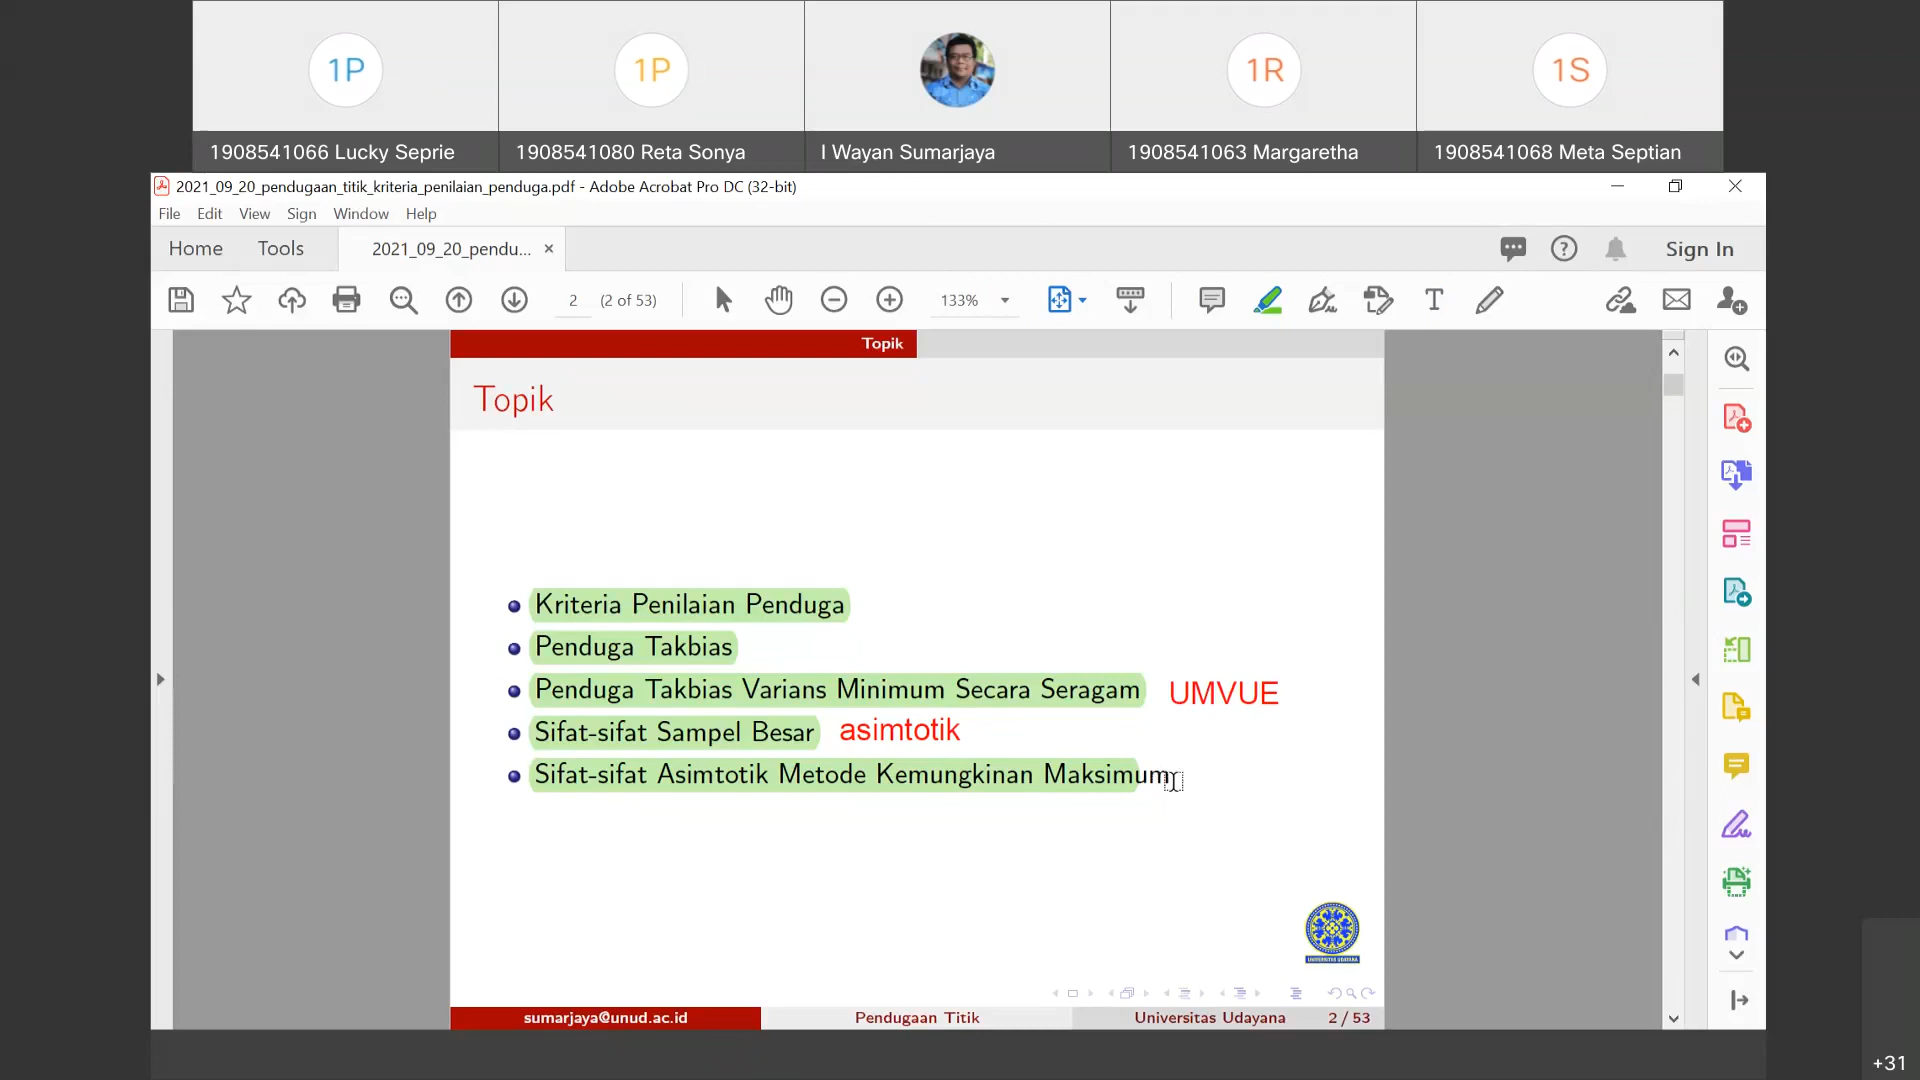 1P
1P
1R
1S
1908541066 Lucky Seprie
1908541080 Reta Sonya
I Wayan Sumarjaya
1908541063 Margaretha
1908541068 Meta Septian
2021_09_20_pendugaan_titik_kriteria_penilaian_penduga.pdf - Adobe Acrobat Pro DC (32-bit)
File Edit View Sign Window Help
Home Tools 2021_09_20_pendu... × Sign In
2 (2 of 53) 133%
Topik
Topik
Kriteria Penilaian Penduga
Penduga Takbias
Penduga Takbias Varians Minimum Secara Seragam UMVUE
Sifat-sifat Sampel Besar asimtotik
Sifat-sifat Asimtotik Metode Kemungkinan Maksimum
UNIVERSITAS UDAYANA
sumarjaya@unud.ac.id Pendugaan Titik Universitas Udayana 2 / 53
+31